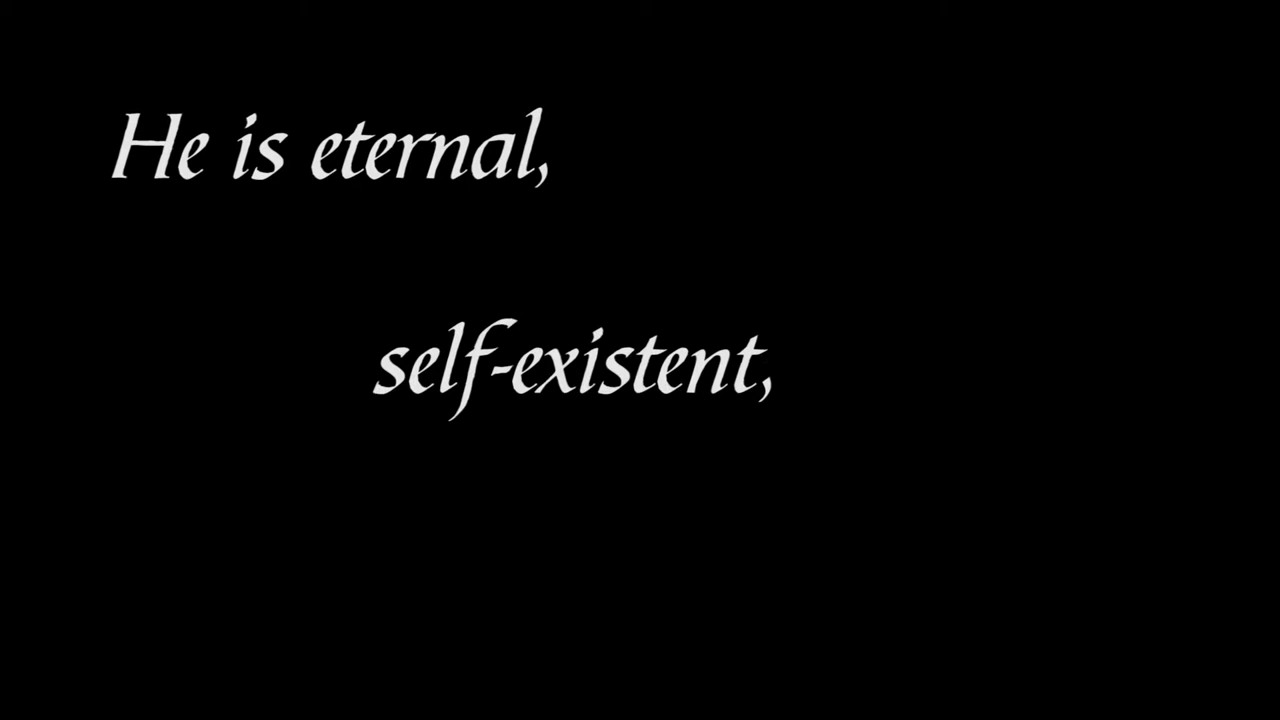 He is eternal,
self-existent,